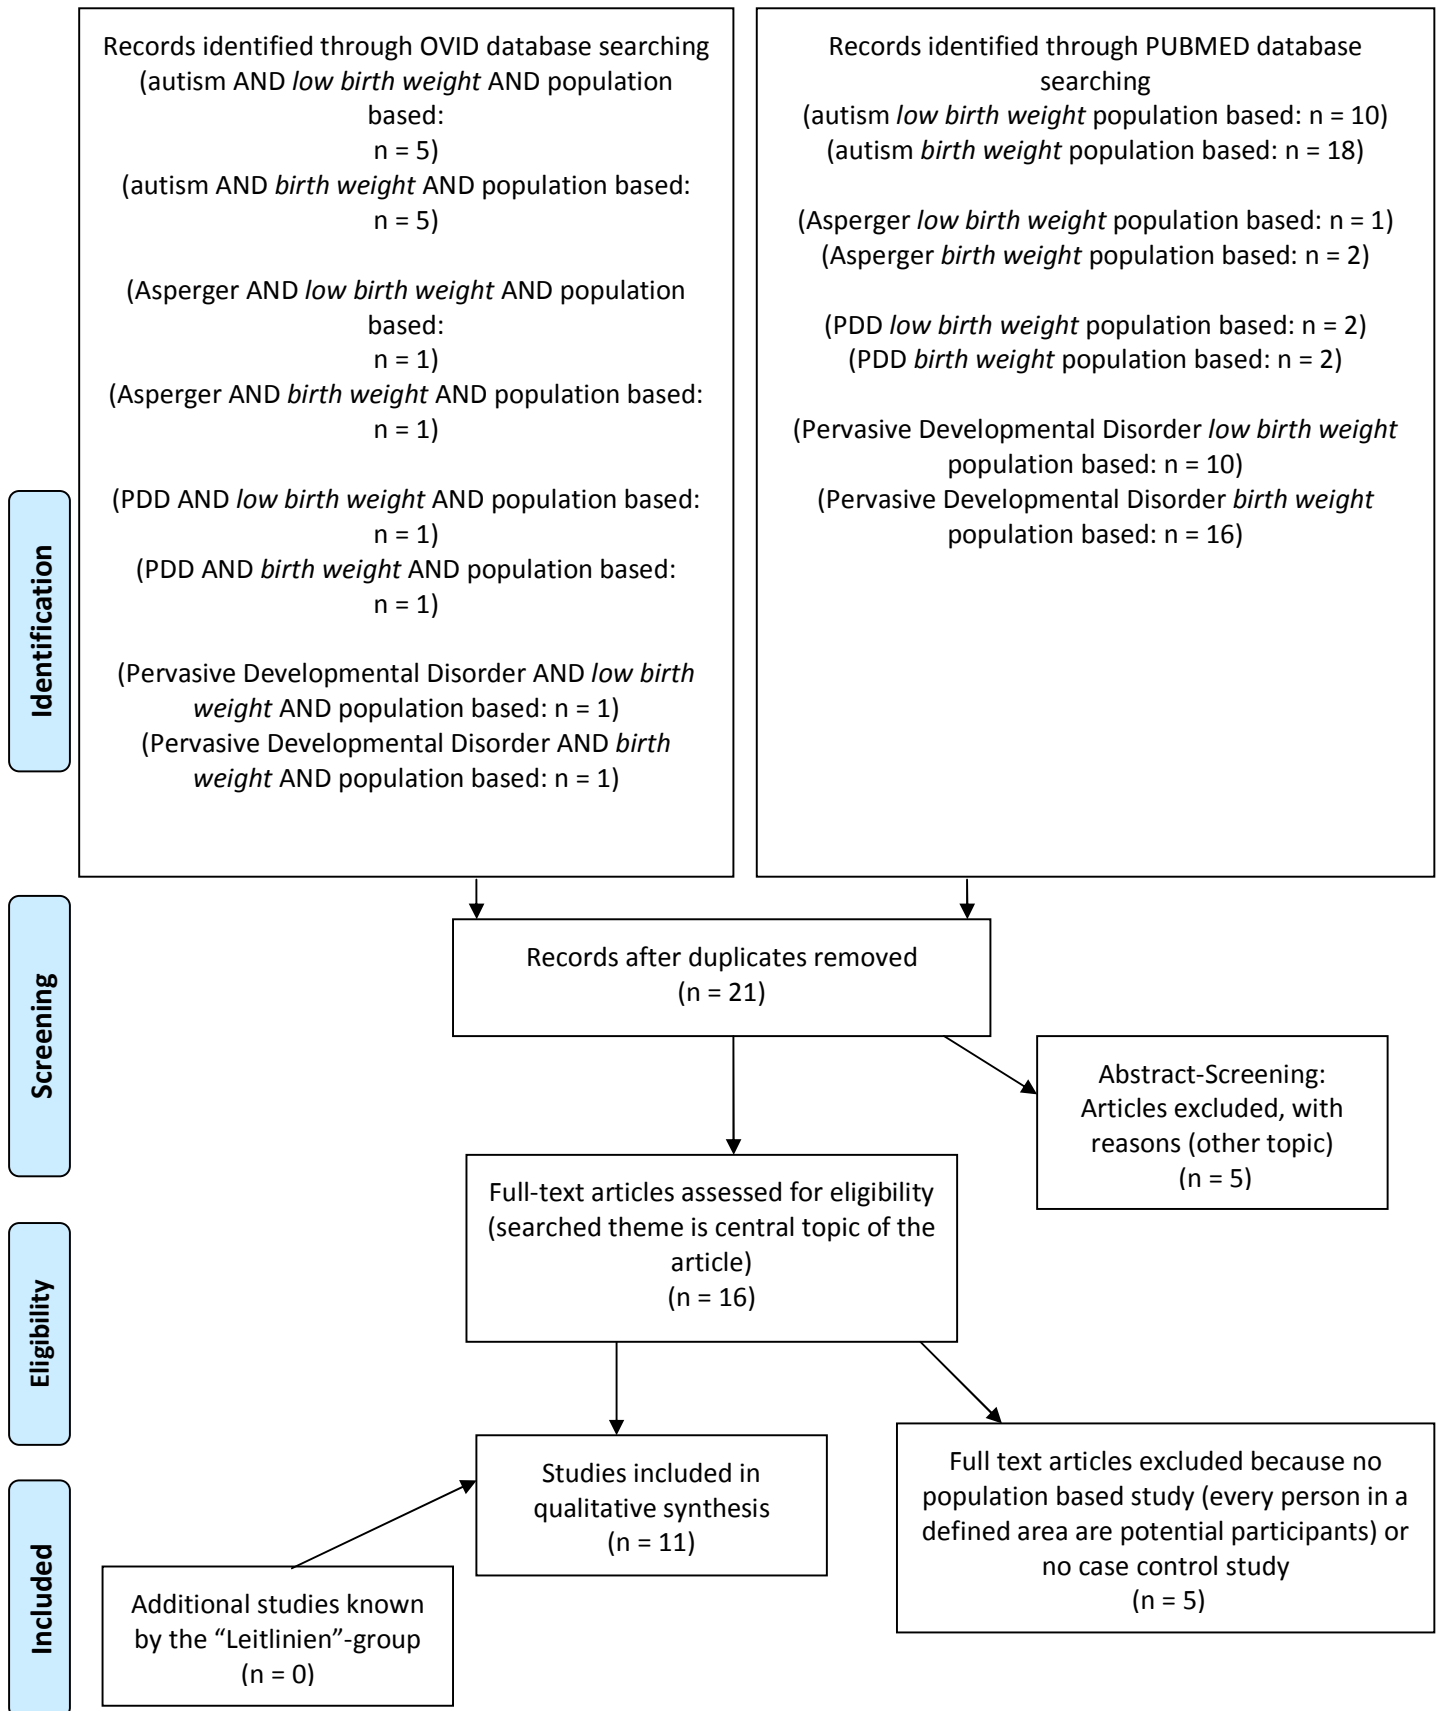 Records identified through OVID database searching
(autism AND low birth weight AND population
based:
n = 5)
(autism AND birth weight AND population based:
n = 5)
(Asperger AND low birth weight AND population
based:
n = 1)
(Asperger AND birth weight AND population based:
n = 1)
(PDD AND low birth weight AND population based:
n = 1)
(PDD AND birth weight AND population based:
n = 1)
(Pervasive Developmental Disorder AND low birth
weight AND population based: n = 1)
(Pervasive Developmental Disorder AND birth
weight AND population based: n = 1)
Records identified through PUBMED database
searching
(autism low birth weight population based: n = 10)
(autism birth weight population based: n = 18)
(Asperger low birth weight population based: n = 1)
(Asperger birth weight population based: n = 2)
(PDD low birth weight population based: n = 2)
(PDD birth weight population based: n = 2)
(Pervasive Developmental Disorder low birth weight
population based: n = 10)
(Pervasive Developmental Disorder birth weight
population based: n = 16)
Identification
Screening
Records after duplicates removed
(n = 21)
Abstract-Screening:
Articles excluded, with
reasons (other topic)
(n = 5)
Full-text articles assessed for eligibility
(searched theme is central topic of the
article)
(n = 16)
Eligibility
Studies included in
qualitative synthesis
(n = 11)
Full text articles excluded because no
population based study (every person in a
defined area are potential participants) or
no case control study
(n = 5)
Included
Additional studies known
by the “Leitlinien”-group
(n = 0)